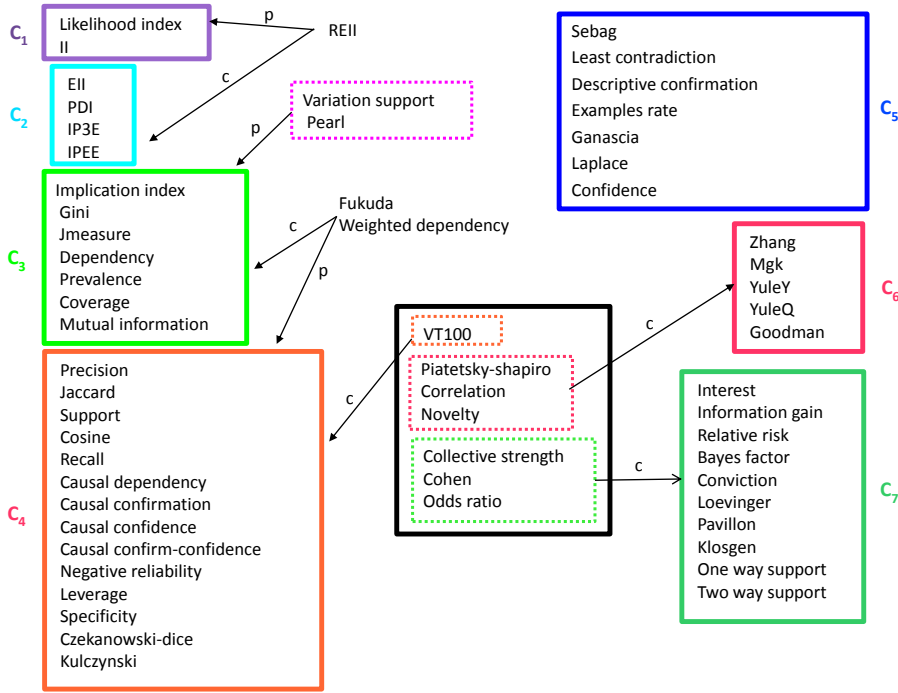 C1
Likelihood index
II
p
REII
c
C2
EII
PDI
IP3E
IPEE
Variation support
Pearl
p
C3
Implication index
Gini
Jmeasure
Dependency
Prevalence
Coverage
Mutual information
Fukuda
Weighted dependency
c
p
C4
Precision
Jaccard
Support
Cosine
Recall
Causal dependency
Causal confirmation
Causal confidence
Causal confirm-confidence
Negative reliability
Leverage
Specificity
Czekanowski-dice
Kulczynski
c
VT100
Piatetsky-shapiro
Correlation
Novelty
Collective strength
Cohen
Odds ratio
c
c
Sebag
Least contradiction
Descriptive confirmation
Examples rate
Ganascia
Laplace
Confidence
C5
Zhang
Mgk
YuleY
YuleQ
Goodman
C6
Interest
Information gain
Relative risk
Bayes factor
Conviction
Loevinger
Pavillon
Klosgen
One way support
Two way support
C7